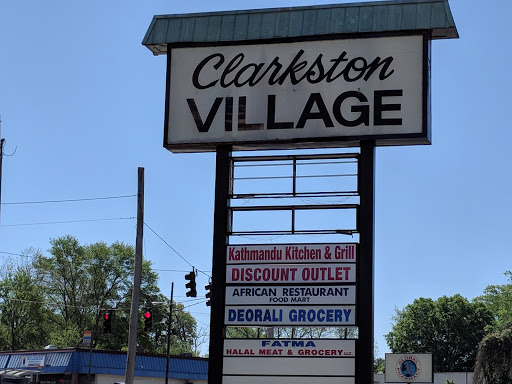 Clarkston
VILLAGE
Kathmandu Kitchen & Grill
DISCOUNT OUTLET
AFRICAN RESTAURANT
FOOD MART
DEORALI GROCERY
FATMA
HALAL MEAT & GROCERY LLC.